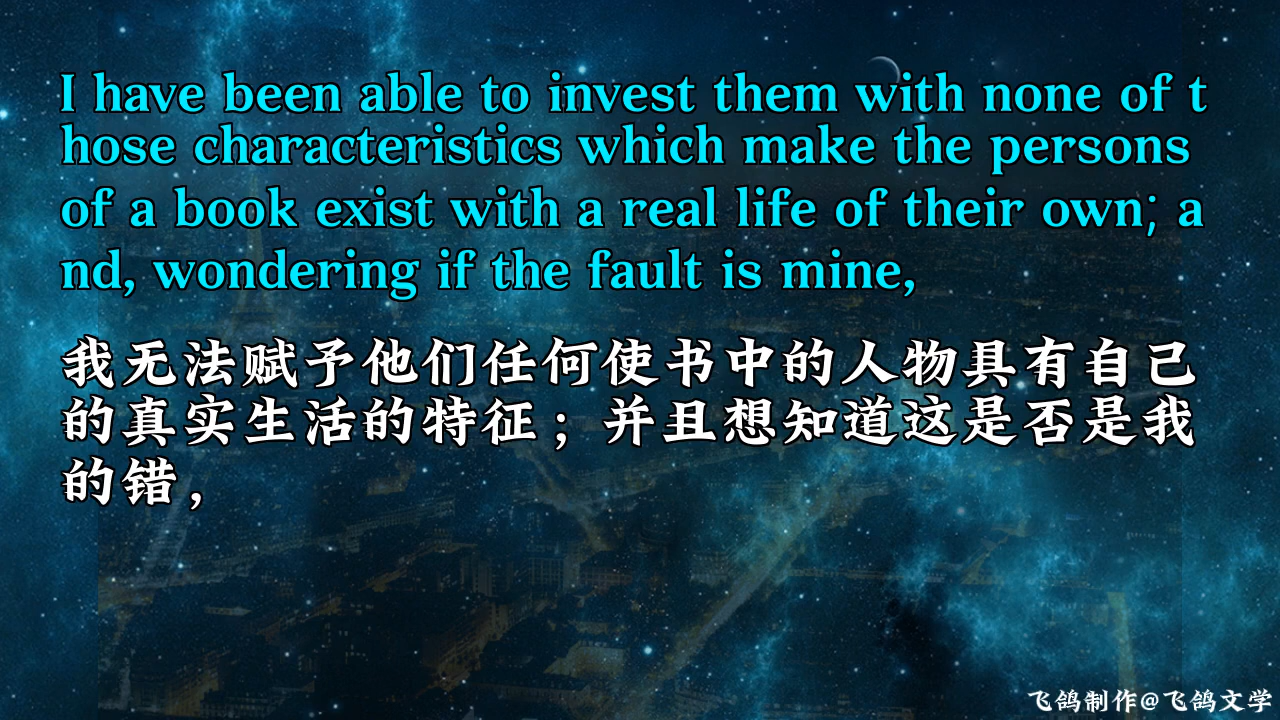 I have been able to invest them with none of t
hose characteristics which make the persons
of a book exist with a real life of their own; a
nd, wondering if the fault is mine,
我无法赋予他们任何使书中的人物具有自己
的真实生活的特征；并且想知道这是否是我
的错，
飞鸽制作@飞鸽文学